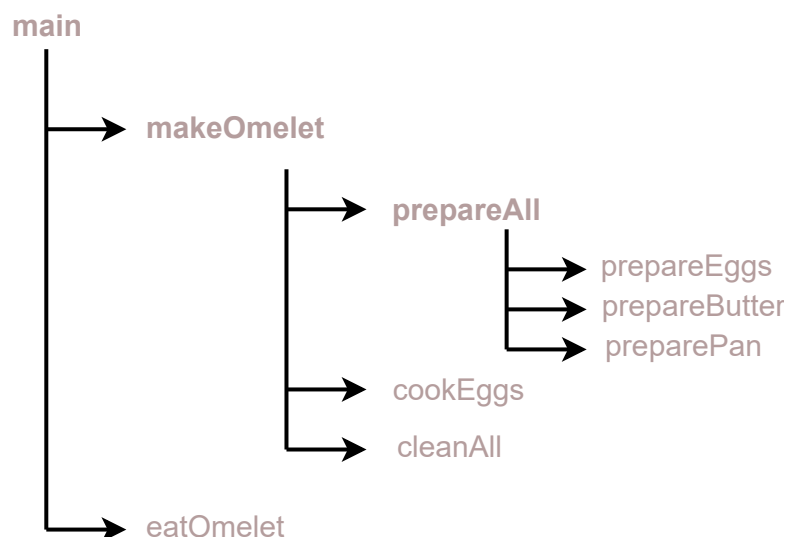 main
makeOmelet
prepareAll
prepareEggs
prepareButter
preparePan
cookEggs
cleanAll
eatOmelet